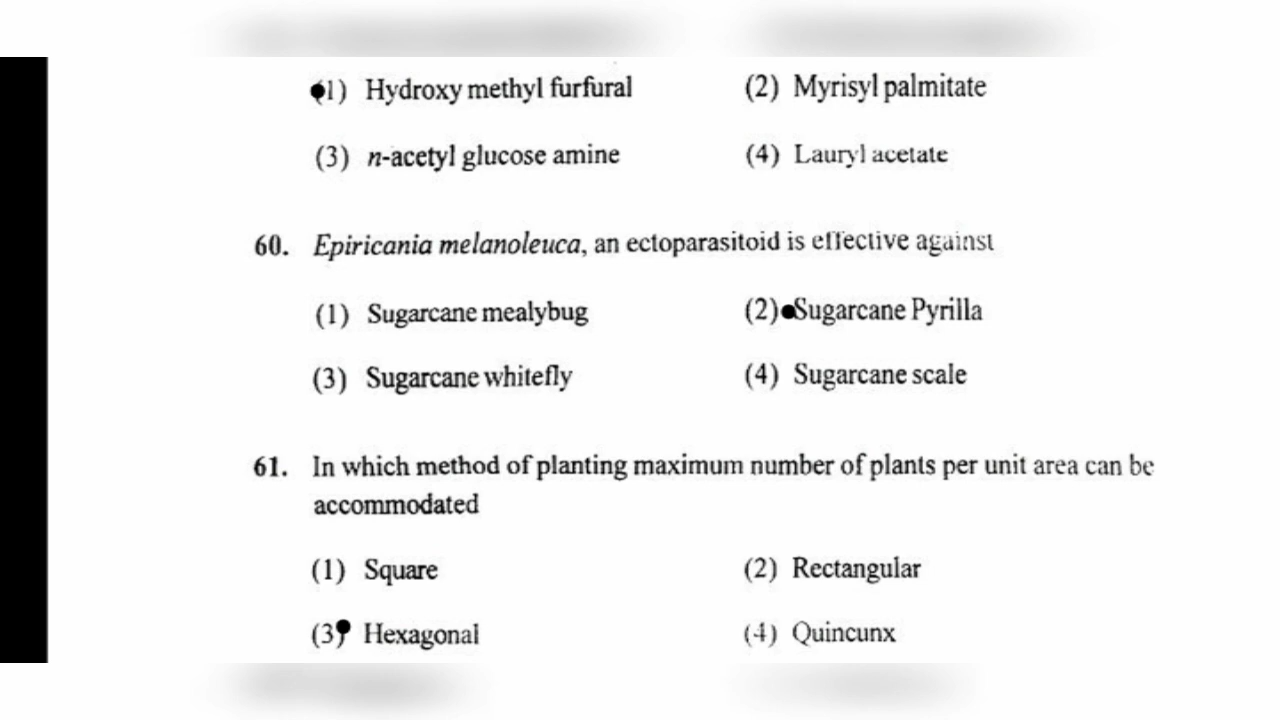 (1) Hydroxy methyl furfural (2) Myrisyl palmitate
(3) n-acetyl glucose amine (4) Lauryl acetate
60. Epiricania melanoleuca, an ectoparasitoid is effective against
(1) Sugarcane mealybug (2) Sugarcane Pyrilla
(3) Sugarcane whitefly (4) Sugarcane scale
61. In which method of planting maximum number of plants per unit area can be
accommodated
(1) Square (2) Rectangular
(3) Hexagonal (4) Quincunx